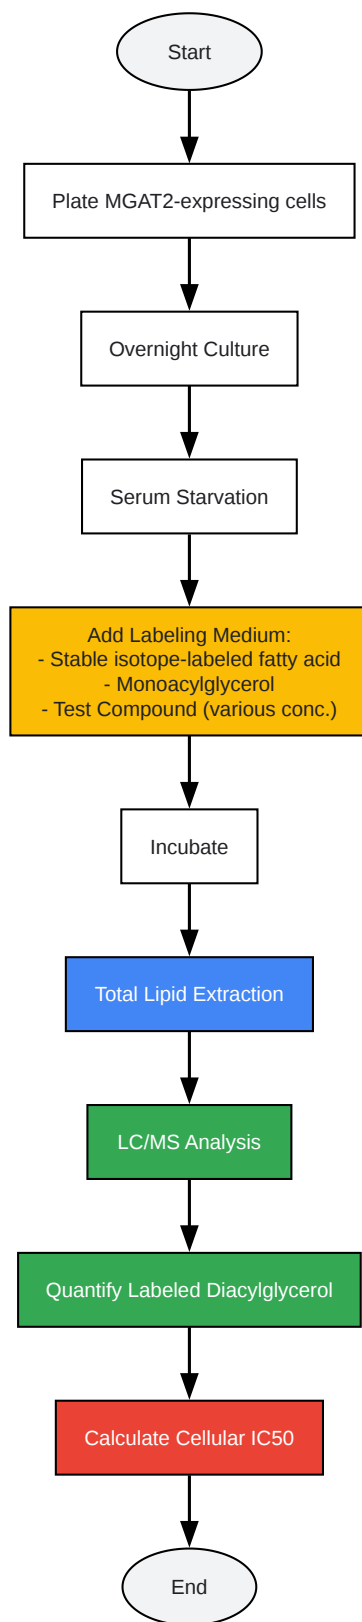 Start
Plate MGAT2-expressing cells
Overnight Culture
Serum Starvation
Add Labeling Medium:
- Stable isotope-labeled fatty acid
- Monoacylglycerol
- Test Compound (various conc.)
Incubate
Total Lipid Extraction
LC/MS Analysis
Quantify Labeled Diacylglycerol
Calculate Cellular IC50
End